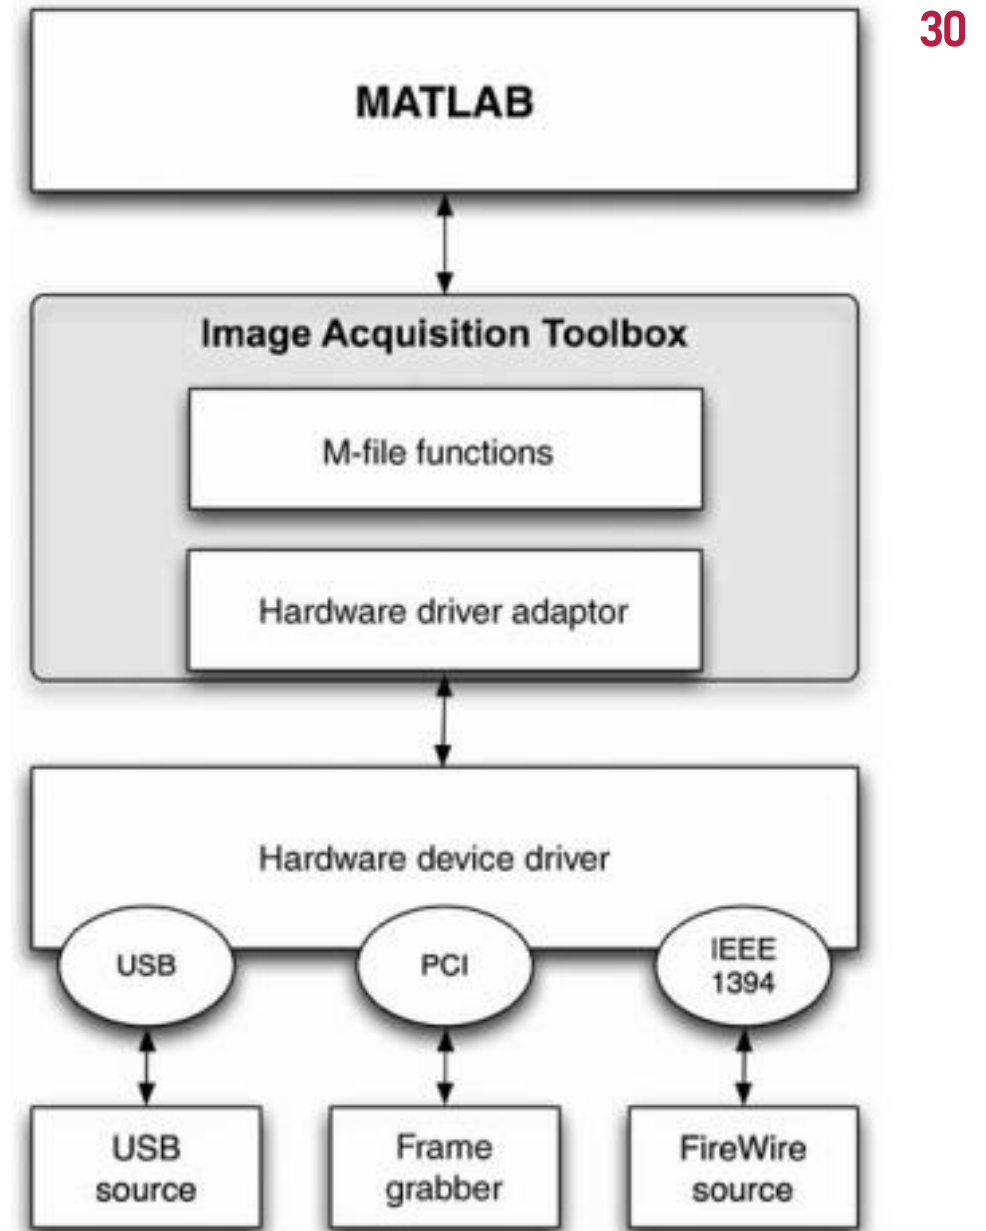 30
MATLAB
Image Acquisition Toolbox
M-file functions
Hardware driver adaptor
Hardware device driver
USB
PCI
IEEE
1394
USB
source
Frame
grabber
FireWire
source